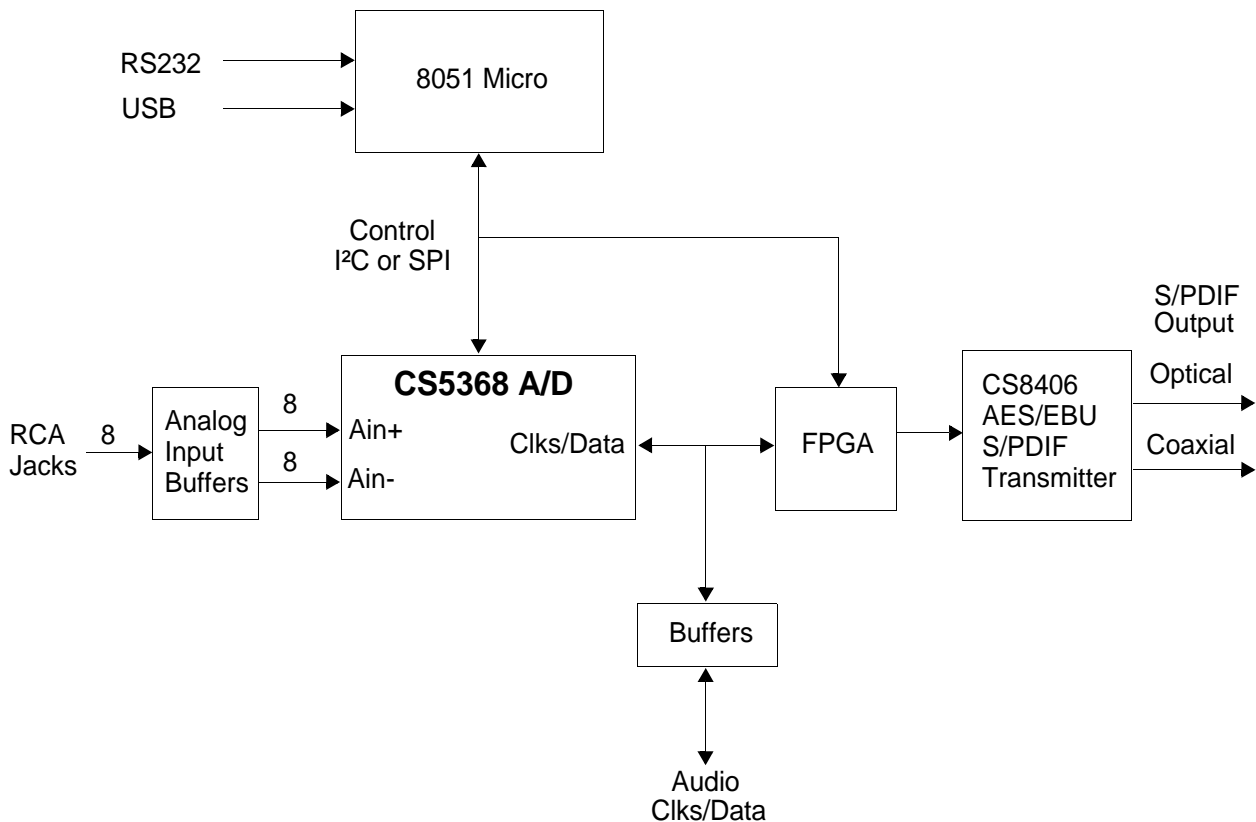 RS232
USB
8051 Micro
Control
I²C or SPI
S/PDIF
Output
Optical
Coaxial
CS5368 A/D
8
8
8
RCA
Jacks
Analog
Input
Buffers
Ain+
Ain-
Clks/Data
FPGA
CS8406
AES/EBU
S/PDIF
Transmitter
Buffers
Audio
Clks/Data